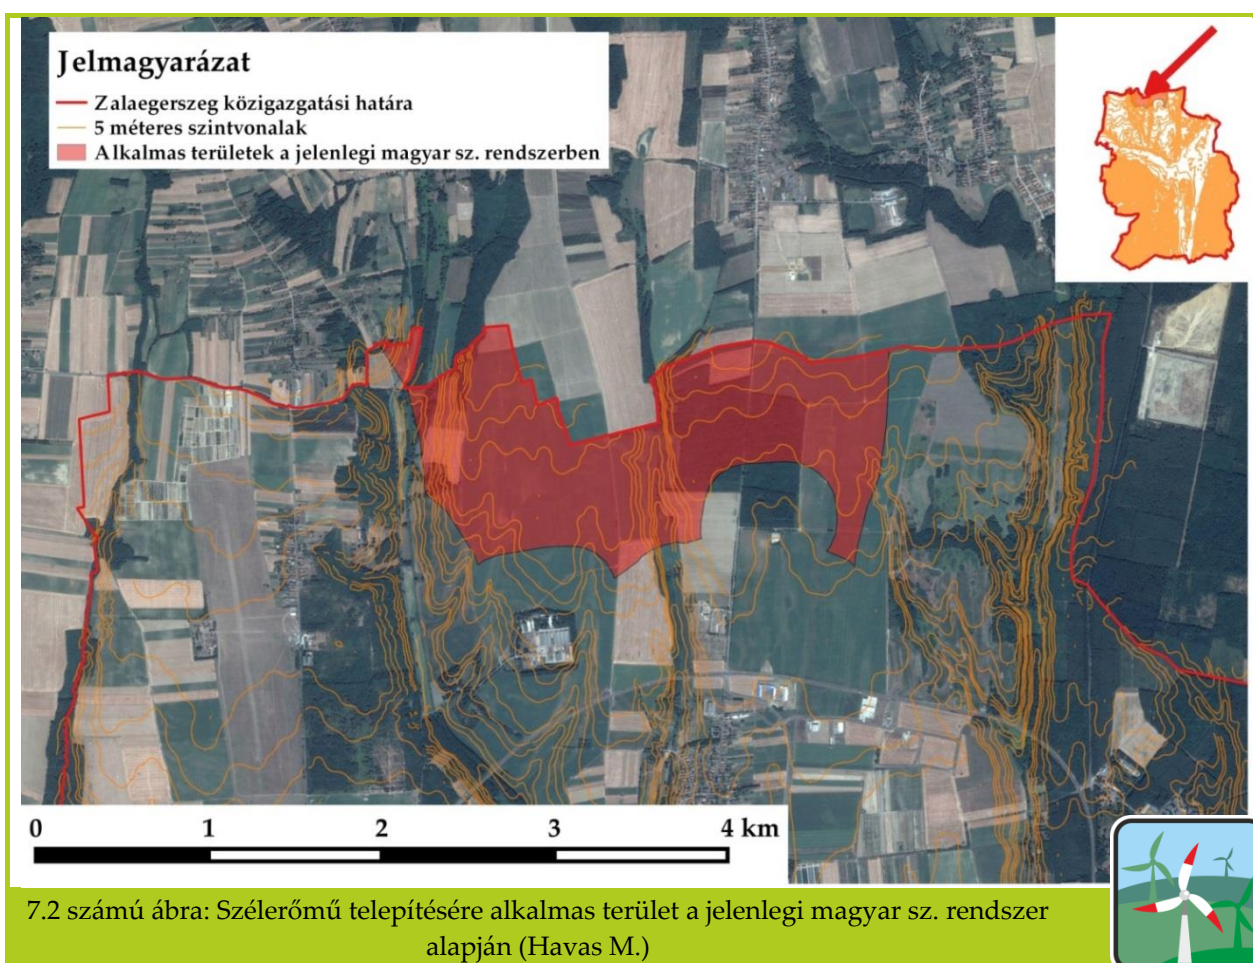 Jelmagyarázat
Zalaegerszeg közigazgatási határa
5 méteres szintvonalak
Alkalmas területek a jelenlegi magyar sz. rendszerben
0 1 2 3 4 km
7.2 számú ábra: Szélerőmű telepítésére alkalmas terület a jelenlegi magyar sz. rendszer
alapján (Havas M.)